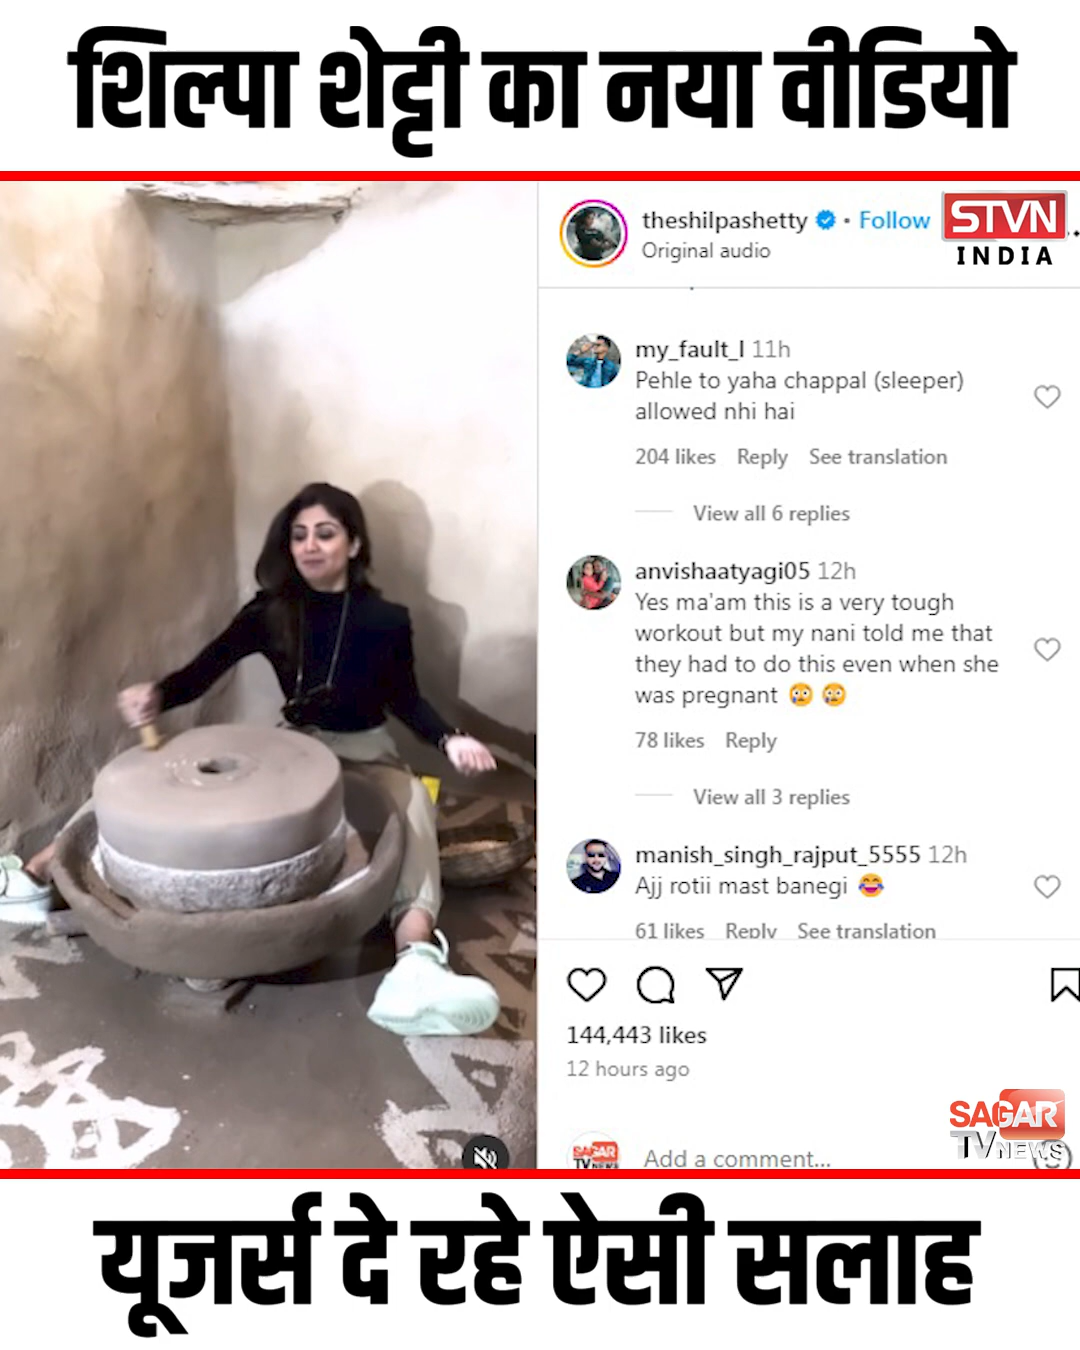 शिल्पा शेट्टी का नया वीडियो
theshilpashetty • Follow
Original audio
STVN
INDIA
my_fault_l 11h
Pehle to yaha chappal (sleeper)
allowed nhi hai
204 likes Reply See translation
View all 6 replies
anvishaatyagi05 12h
Yes ma'am this is a very tough
workout but my nani told me that
they had to do this even when she
was pregnant 😢 😢
78 likes Reply
View all 3 replies
manish_singh_rajput_5555 12h
Ajj rotii mast banegi 😂
61 likes Reply See translation
144,443 likes
12 hours ago
SAGAR
TV NEWS
SAGAR
TV NEWS
Add a comment...
यूजर्स दे रहे ऐसी सलाह